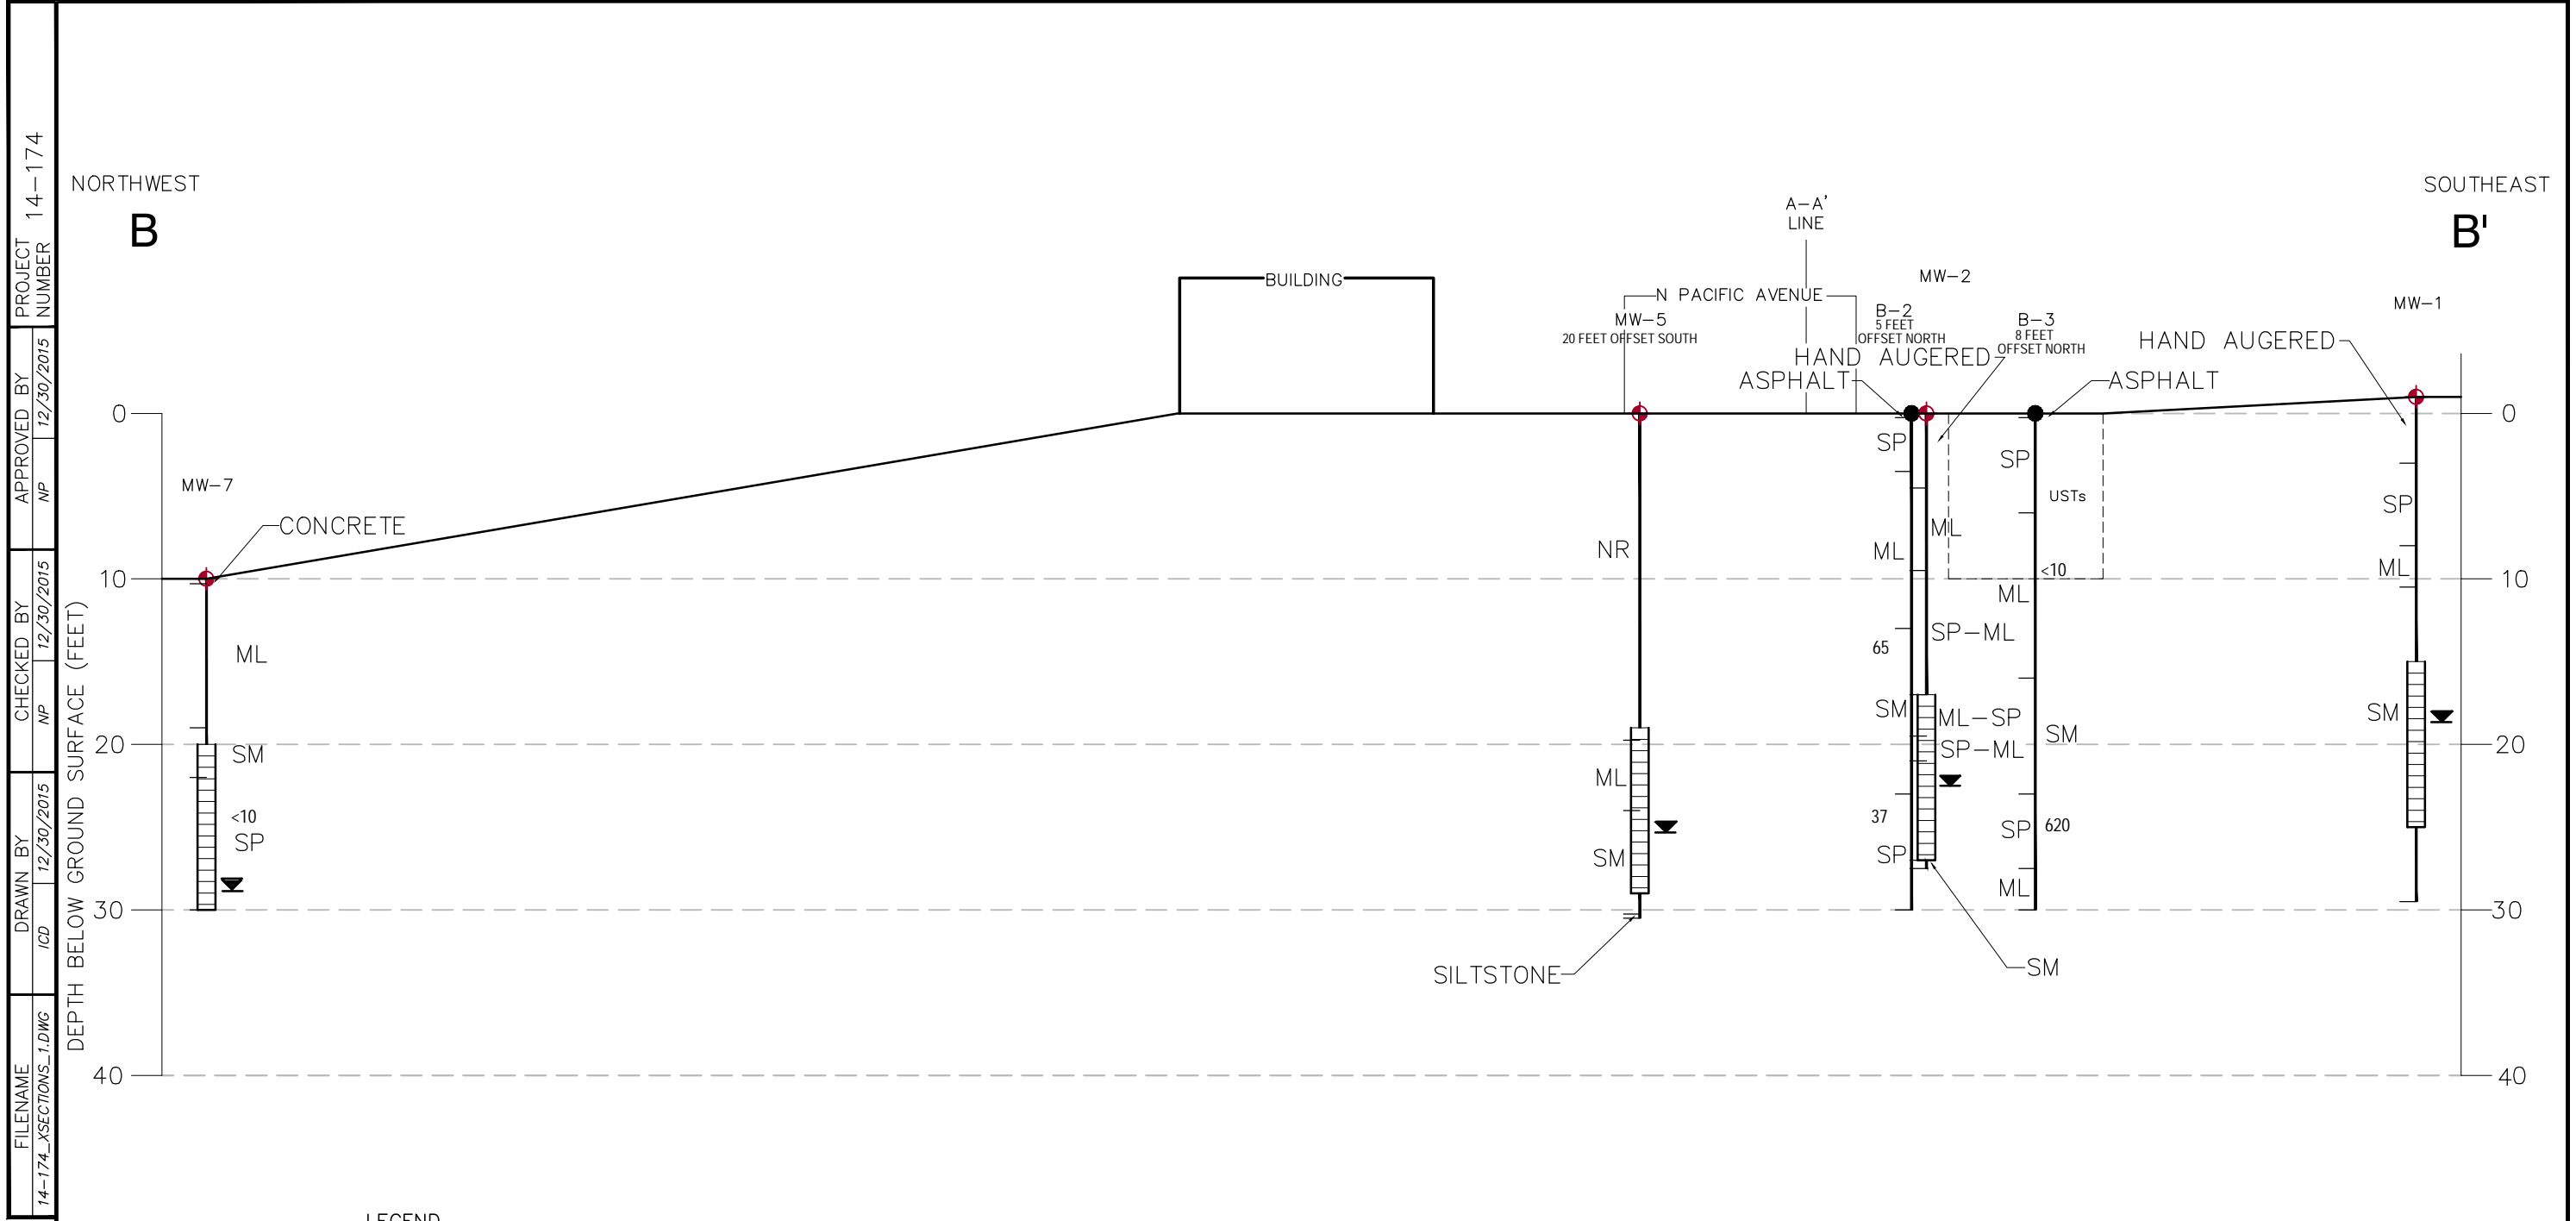 NORTHWEST
B
SOUTHEAST
B'
A-A'
LINE
BUILDING
N PACIFIC AVENUE
MW-5
20 FEET OFFSET SOUTH
MW-2
B-2
5 FEET
OFFSET NORTH
HAND AUGERED
ASPHALT
B-3
8 FEET
OFFSET NORTH
ASPHALT
HAND AUGERED
MW-1
MW-7
CONCRETE
DEPTH BELOW GROUND SURFACE (FEET)
0
10
20
30
40
ML
SM
<10
SP
NR
ML
SM
SILTSTONE
SP
ML
65
SM
37
SP
ML
SP-ML
ML-SP
SP-ML
SM
SP
USTs
<10
ML
SM
SP
620
ML
SP
ML
SM
0
10
20
30
40
LEGEND
PROJECT
NUMBER
14-174
APPROVED BY
NP
12/30/2015
CHECKED BY
NP
12/30/2015
DRAWN BY
ICD
12/30/2015
FILENAME
14-174_XSECTIONS_1.DWG